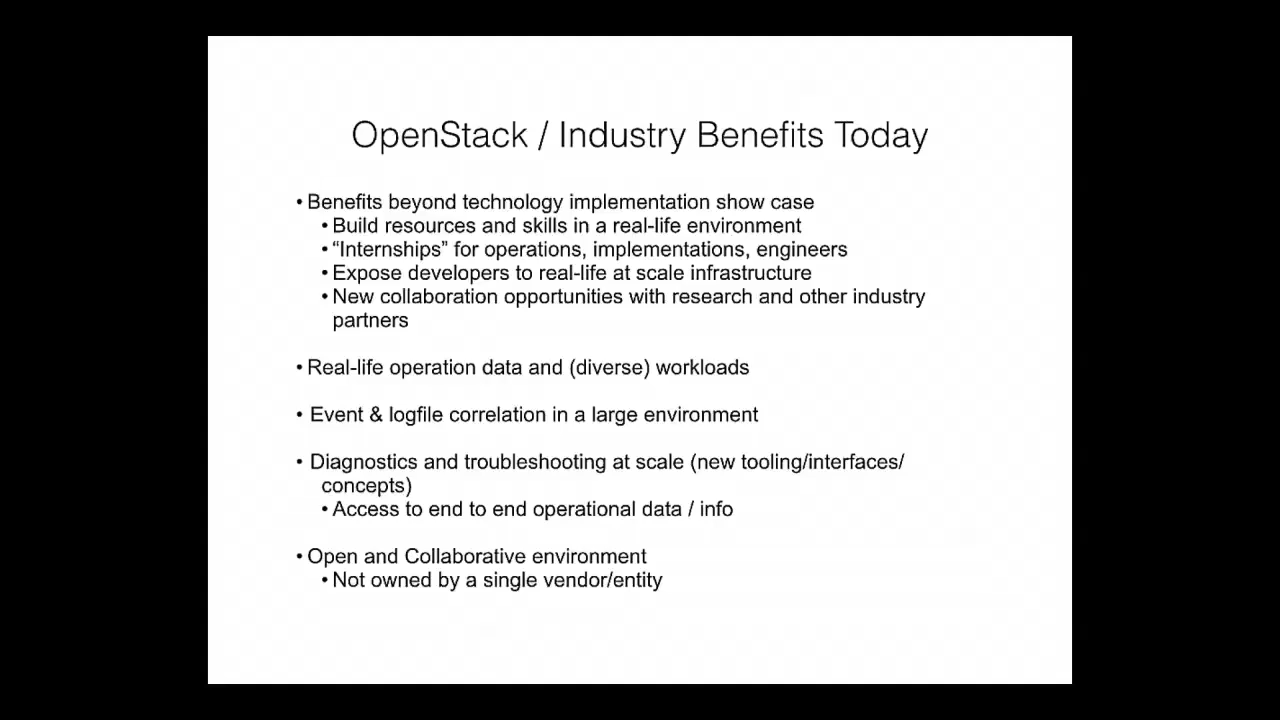 OpenStack / Industry Benefits Today
• Benefits beyond technology implementation show case
• Build resources and skills in a real-life environment
• “Internships” for operations, implementations, engineers
• Expose developers to real-life at scale infrastructure
• New collaboration opportunities with research and other industry
partners
• Real-life operation data and (diverse) workloads
• Event & logfile correlation in a large environment
• Diagnostics and troubleshooting at scale (new tooling/interfaces/
concepts)
• Access to end to end operational data / info
• Open and Collaborative environment
• Not owned by a single vendor/entity